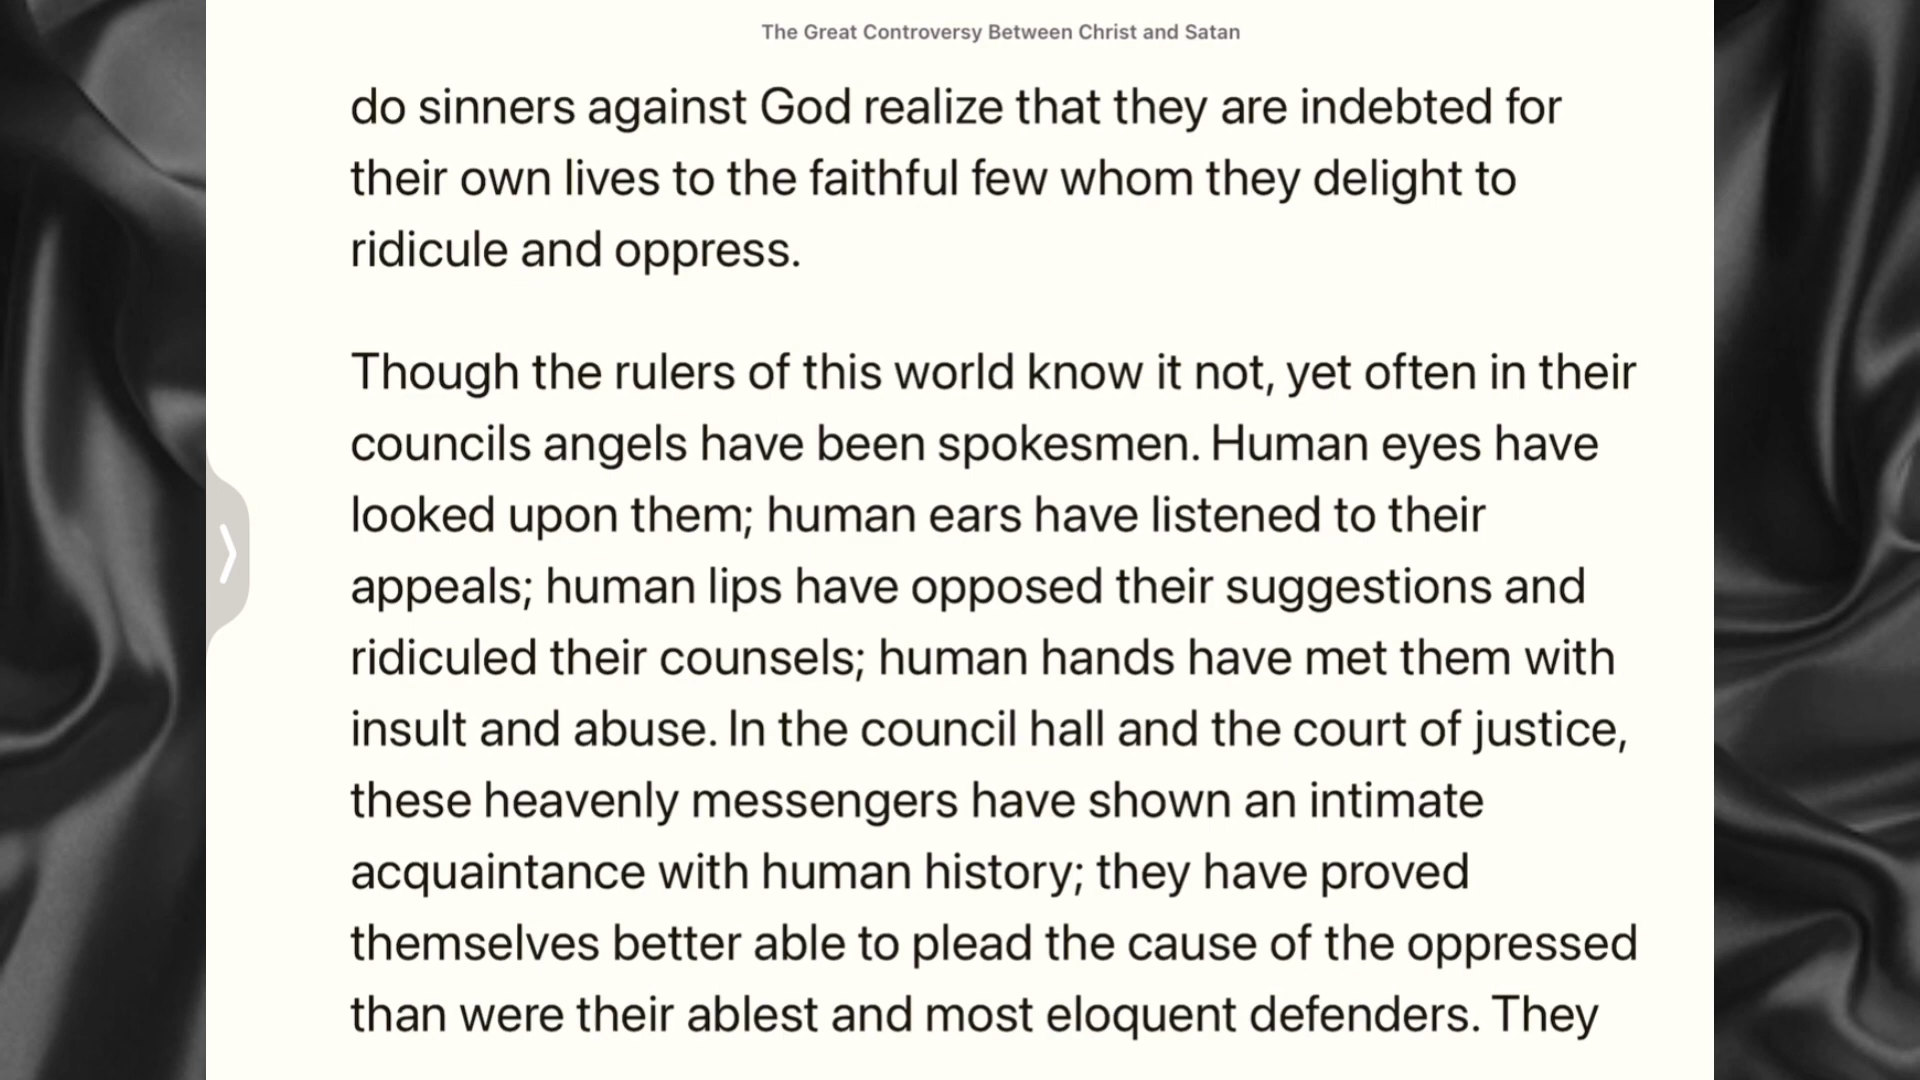 The Great Controversy Between Christ and Satan
do sinners against God realize that they are indebted for
their own lives to the faithful few whom they delight to
ridicule and oppress.
Though the rulers of this world know it not, yet often in their
councils angels have been spokesmen. Human eyes have
looked upon them; human ears have listened to their
appeals; human lips have opposed their suggestions and
ridiculed their counsels; human hands have met them with
insult and abuse. In the council hall and the court of justice,
these heavenly messengers have shown an intimate
acquaintance with human history; they have proved
themselves better able to plead the cause of the oppressed
than were their ablest and most eloquent defenders. They